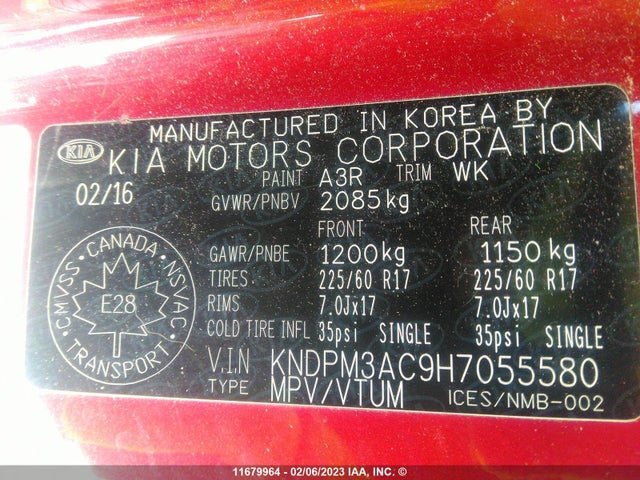 MANUFACTURED IN KOREA BY
KIA KIA MOTORS CORPORATION
02/16 PAINT A3R TRIM WK
GVWR/PNBV 2085kg
FRONT REAR
GAWR/PNBE 1200kg 1150kg
TIRES 225/60 R17 225/60 R17
RIMS 7.0Jx17 7.0Jx17
COLD TIRE INFL 35psi SINGLE 35psi SINGLE
V.I.N KNDPM3AC9H7055580
TYPE MPV/VTUM ICES/NMB-002
CMVSS • CANADA • NSVAC
E28
TRANSPORT
11679964 - 02/06/2023 IAA, Inc. ©